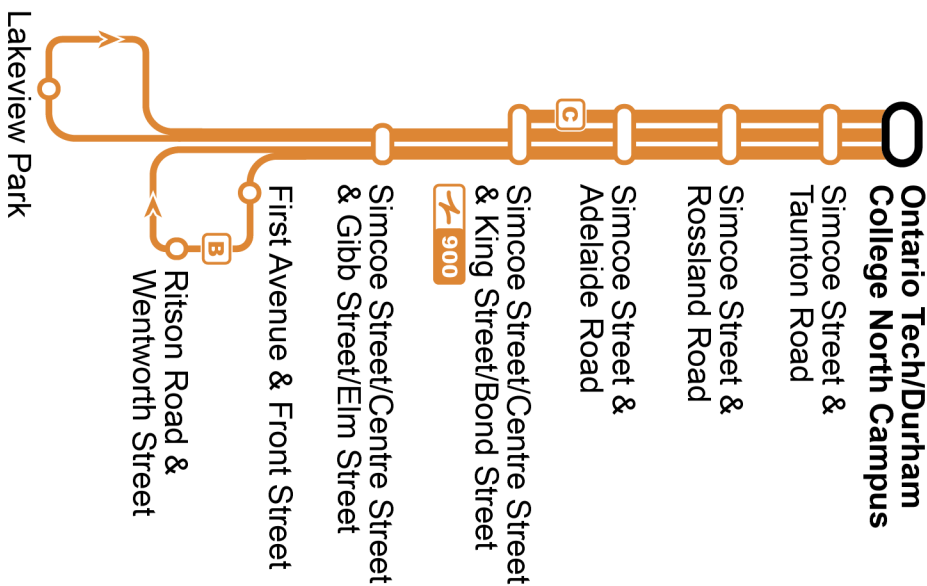 Ontario Tech/Durham
College North Campus
Simcoe Street &
Taunton Road
Simcoe Street &
Rossland Road
C
Simcoe Street &
Adelaide Road
Simcoe Street/Centre Street
& King Street/Bond Street
900
Simcoe Street/Centre Street
& Gibb Street/Elm Street
First Avenue & Front Street
B
Ritson Road &
Wentworth Street
Lakeview Park